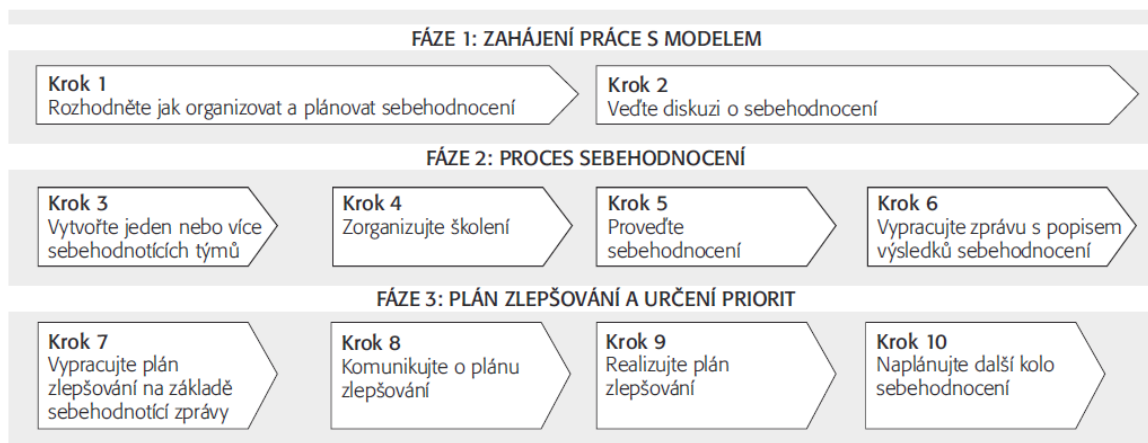 FÁZE 1: ZAHÁJENÍ PRÁCE S MODELEM
Krok 1
Rozhodněte jak organizovat a plánovat sebehodnocení
Krok 2
Veďte diskuzi o sebehodnocení
FÁZE 2: PROCES SEBEHODNOCENÍ
Krok 3
Vytvořte jeden nebo více
sebehodnotících týmů
Krok 4
Zorganizujte školení
Krok 5
Proveďte
sebehodnocení
Krok 6
Vypracujte zprávu s popisem
výsledků sebehodnocení
FÁZE 3: PLÁN ZLEPŠOVÁNÍ A URČENÍ PRIORIT
Krok 7
Vypracujte plán
zlepšování na základě
sebehodnotící zprávy
Krok 8
Komunikujte o plánu
zlepšování
Krok 9
Realizujte plán
zlepšování
Krok 10
Naplánujte další kolo
sebehodnocení